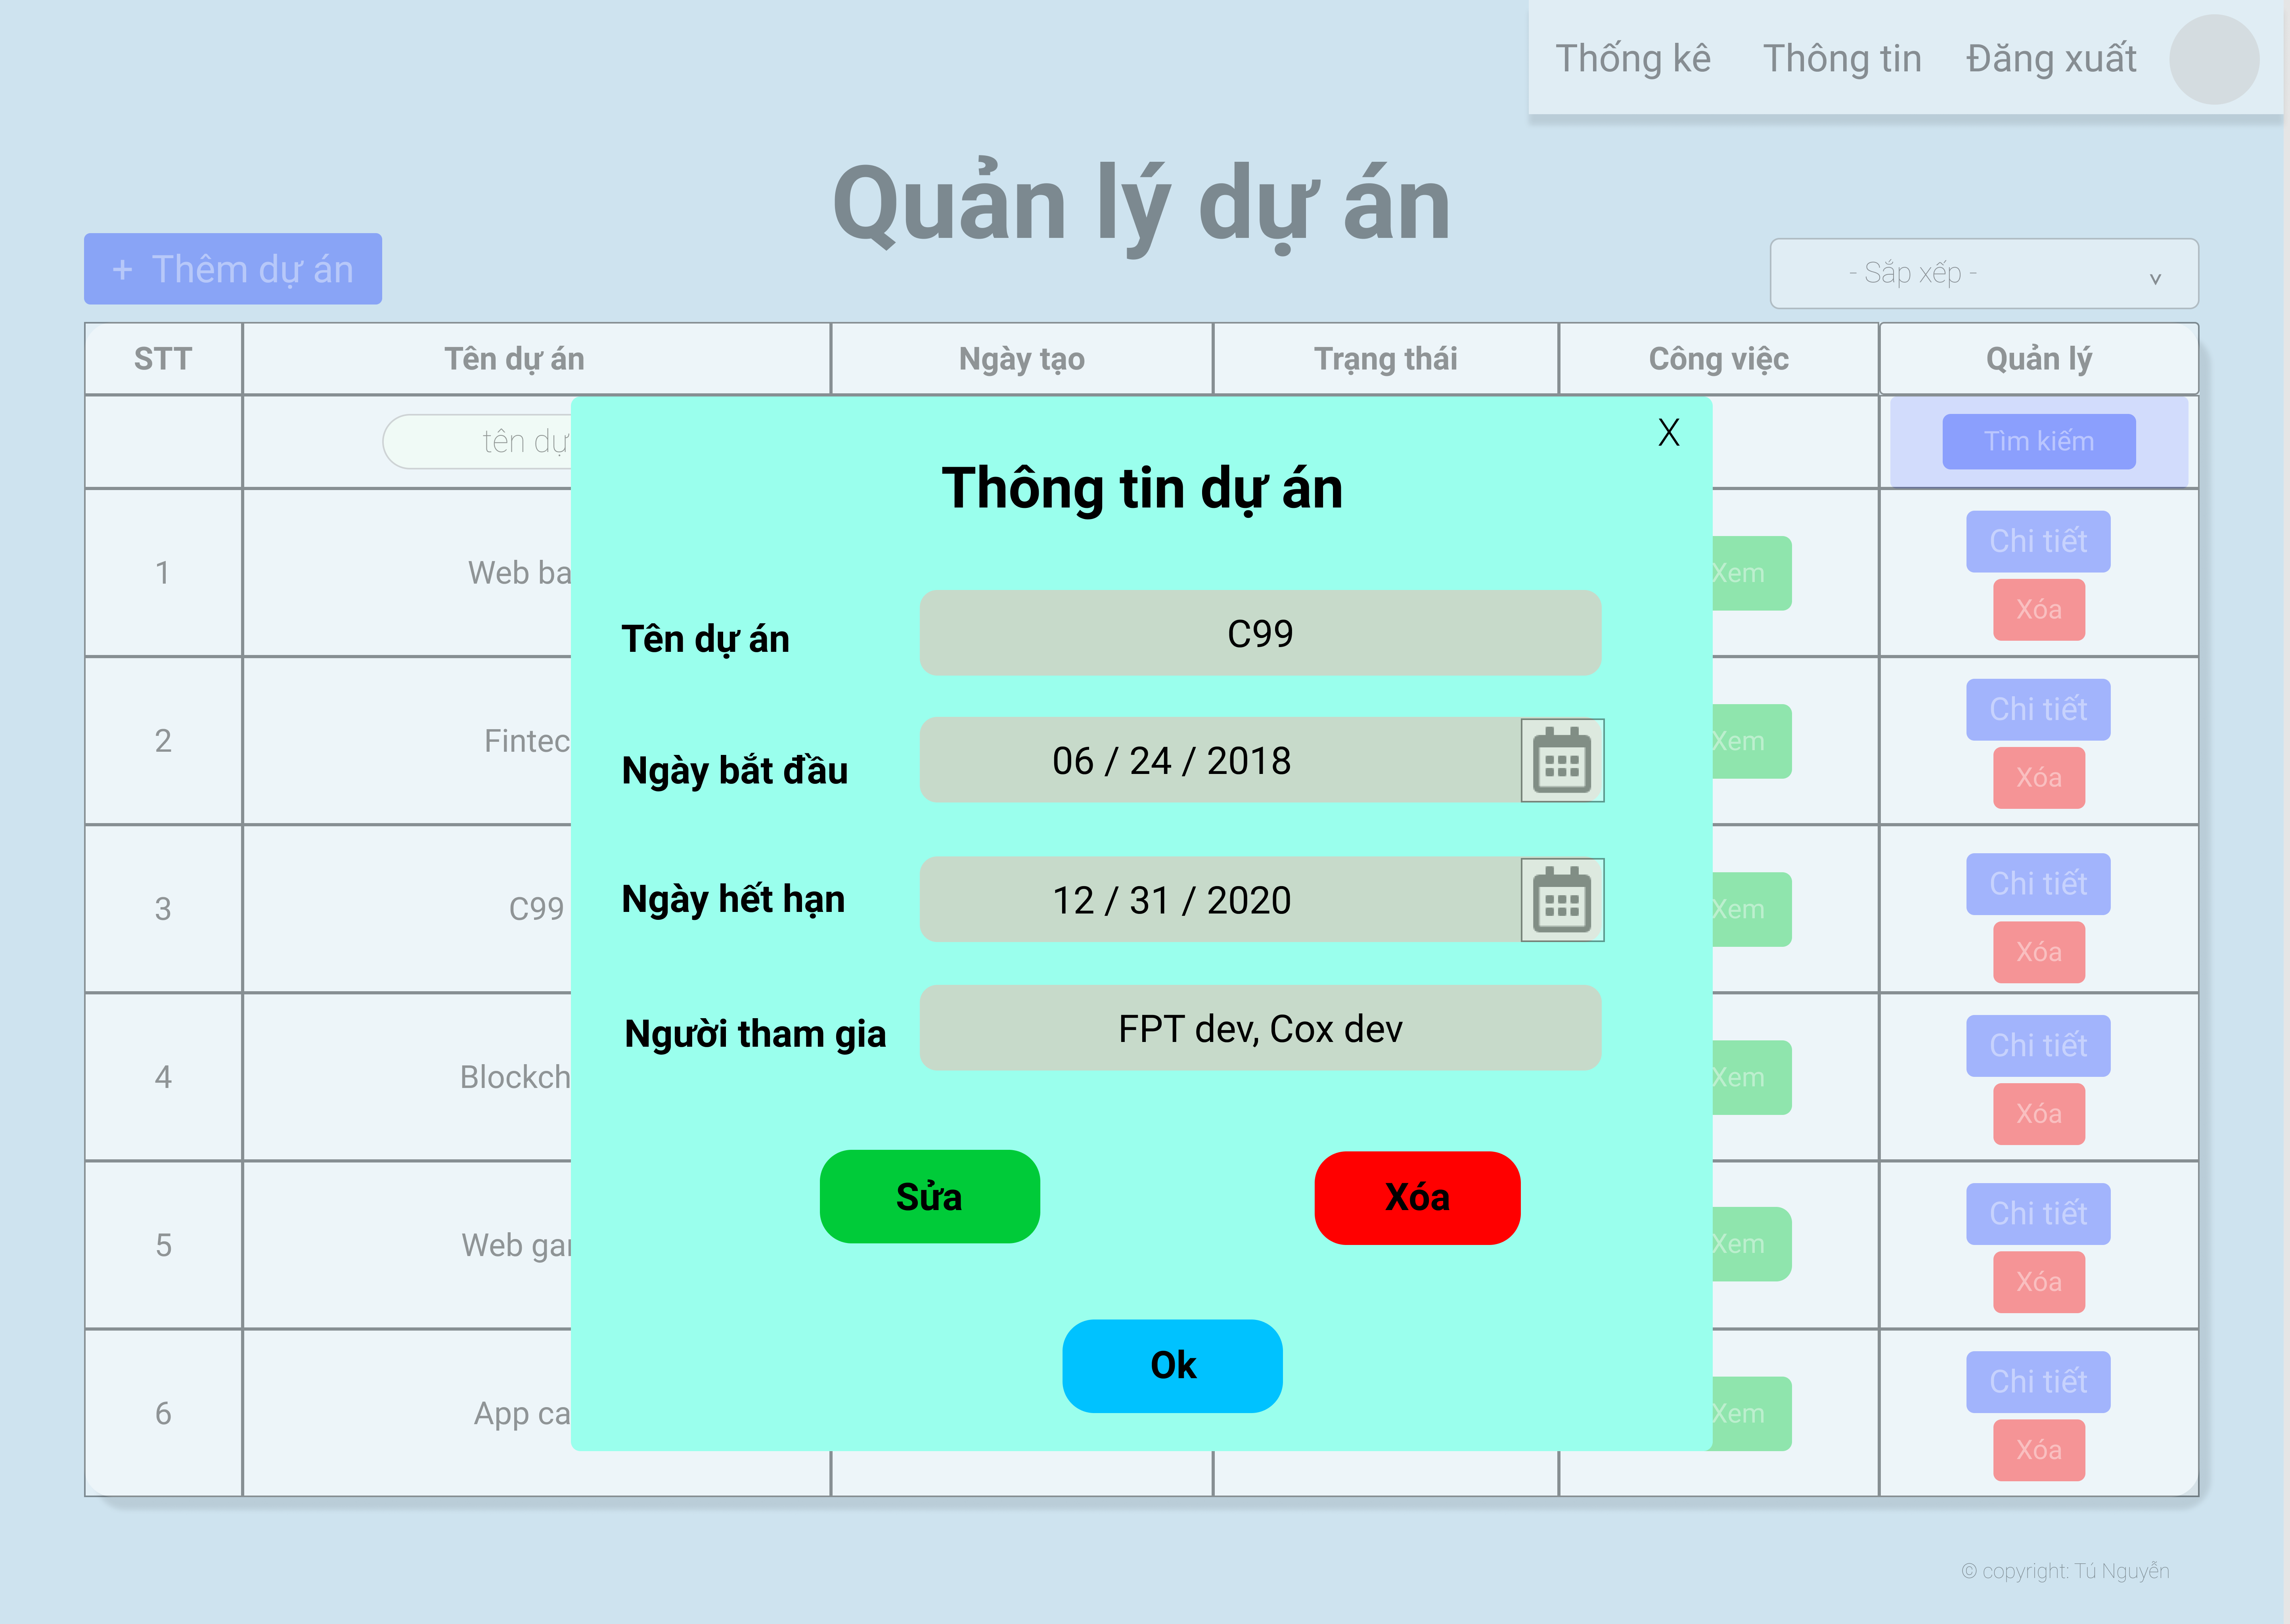 Thống kê Thông tin Đăng xuất
Quản lý dự án
+ Thêm dự án
- Sắp xếp -
STT Tên dự án Ngày tạo Trạng thái Công việc Quản lý
tên dự
Tìm kiếm
X
Thông tin dự án
1 Web ba Xem Chi tiết
Xóa
Tên dự án C99
2 Fintec Xem Chi tiết
Xóa
Ngày bắt đầu 06 / 24 / 2018
3 C99 Xem Chi tiết
Xóa
Ngày hết hạn 12 / 31 / 2020
4 Blockch Xem Chi tiết
Xóa
Người tham gia FPT dev, Cox dev
5 Web gar Xem Chi tiết
Xóa
Sửa Xóa
6 App ca Xem Chi tiết
Xóa
Ok
© copyright: Tú Nguyễn